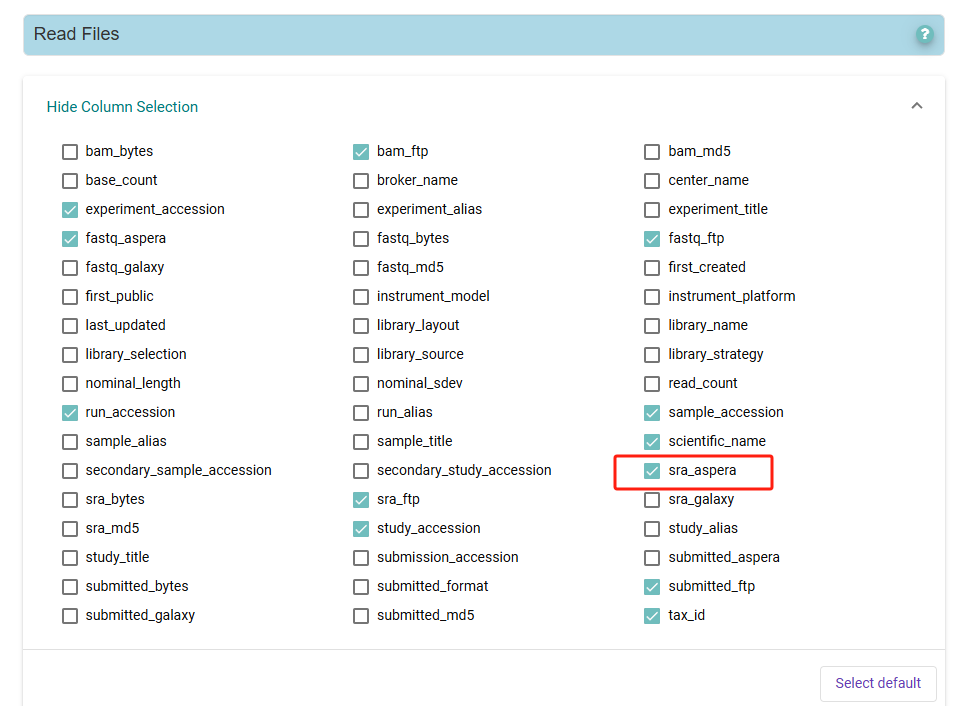 Read Files
?
Hide Column Selection
bam_bytes bam_ftp bam_md5
base_count broker_name center_name
experiment_accession experiment_alias experiment_title
fastq_aspera fastq_bytes fastq_ftp
fastq_galaxy fastq_md5 first_created
first_public instrument_model instrument_platform
last_updated library_layout library_name
library_selection library_source library_strategy
nominal_length nominal_sdev read_count
run_accession run_alias sample_accession
sample_alias sample_title scientific_name
secondary_sample_accession secondary_study_accession sra_aspera
sra_bytes sra_ftp sra_galaxy
sra_md5 study_accession study_alias
study_title submission_accession submitted_aspera
submitted_bytes submitted_format submitted_ftp
submitted_galaxy submitted_md5 tax_id
Select default